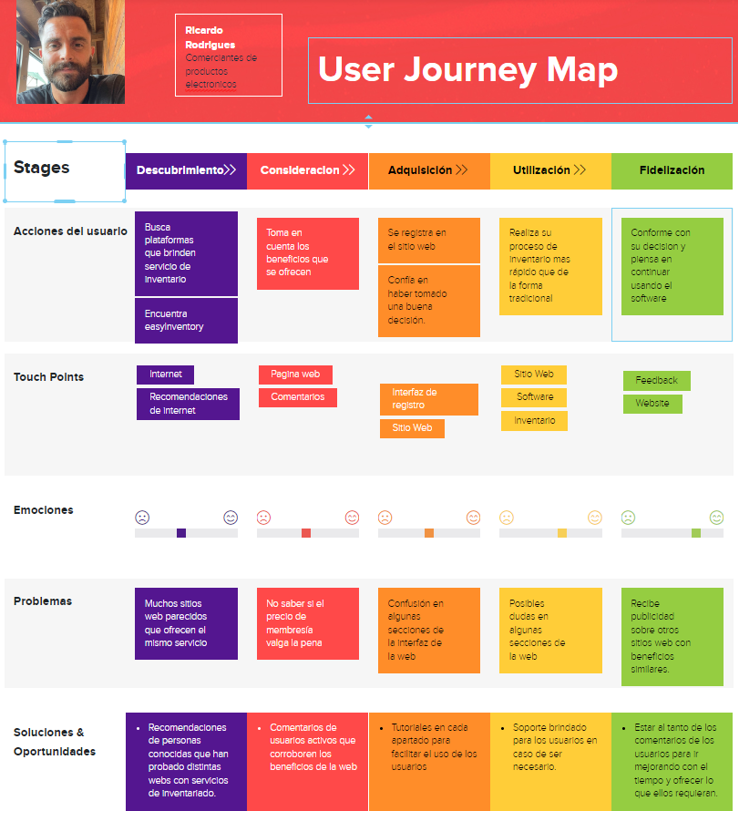 Ricardo
Rodrigues
Comerciantes de
productos
electronicos
User Journey Map
Stages
Descubrimiento
Consideracion
Adquisición
Utilización
Fidelización
Acciones del usuario
Busca
plataformas
que brinden
servicio de
inventario
Encuentra
easyinventory
Toma en
cuenta los
beneficios que
se ofrecen
Se registra en
el sitio web
Confía en
haber tomado
una buena
decisión.
Realiza su
proceso de
inventario mas
rápido que de
la forma
tradicional
Conforme con
su decision y
piensa en
continuar
usando el
software
Touch Points
Internet
Recomendaciones
de internet
Pagina web
Comentarios
Interfaz de
registro
Sitio Web
Sitio Web
Software
Inventario
Feedback
Website
Emociones
Problemas
Muchos sitios
web parecidos
que ofrecen el
mismo servicio
No saber si el
precio de
membresía
valga la pena
Confusión en
algunas
secciones de
la interfaz de
la web
Posibles
dudas en
algunas
secciones de
la web
Recibe
publicidad
sobre otros
sitios web con
beneficios
similares.
Soluciones &
Oportunidades
• Recomendaciones
de personas
conocidas que han
probado distintas
webs con servicios
de inventariado.
• Comentarios de
usuarios activos que
corroboren los
beneficios de la web
• Tutoriales en cada
apartado para
facilitar el uso de los
usuarios
• Soporte brindado
para los usuarios en
caso de ser
necesario.
• Estar al tanto de los
comentarios de los
usuarios para ir
mejorando con el
tiempo y ofrecer lo
que ellos requieran.